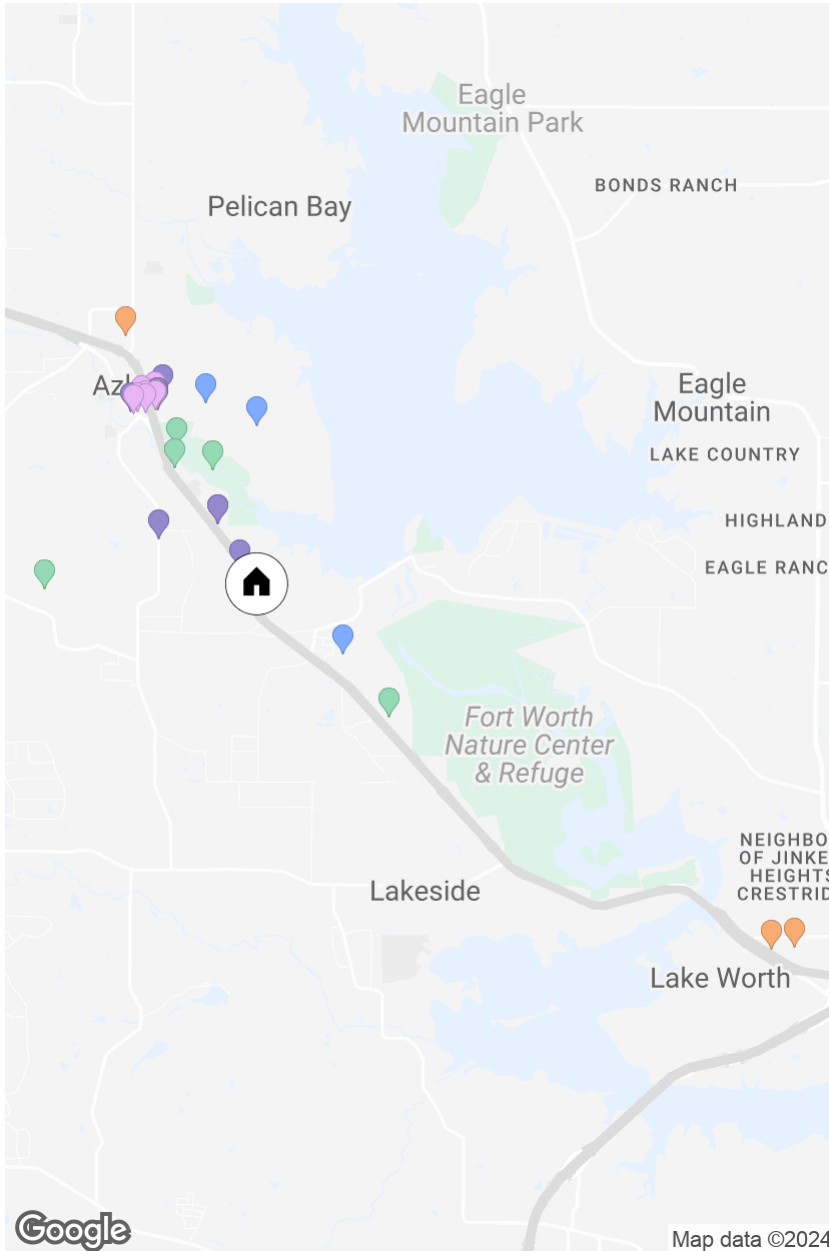 Eagle
Mountain Park
BONDS RANCH
Pelican Bay
Az
Eagle
Mountain
LAKE COUNTRY
HIGHLAND
EAGLE RANC
Fort Worth
Nature Center
& Refuge
NEIGHBO
OF JINKE
HEIGHTS
CRESTRID
Lakeside
Lake Worth
Google
Map data ©2024